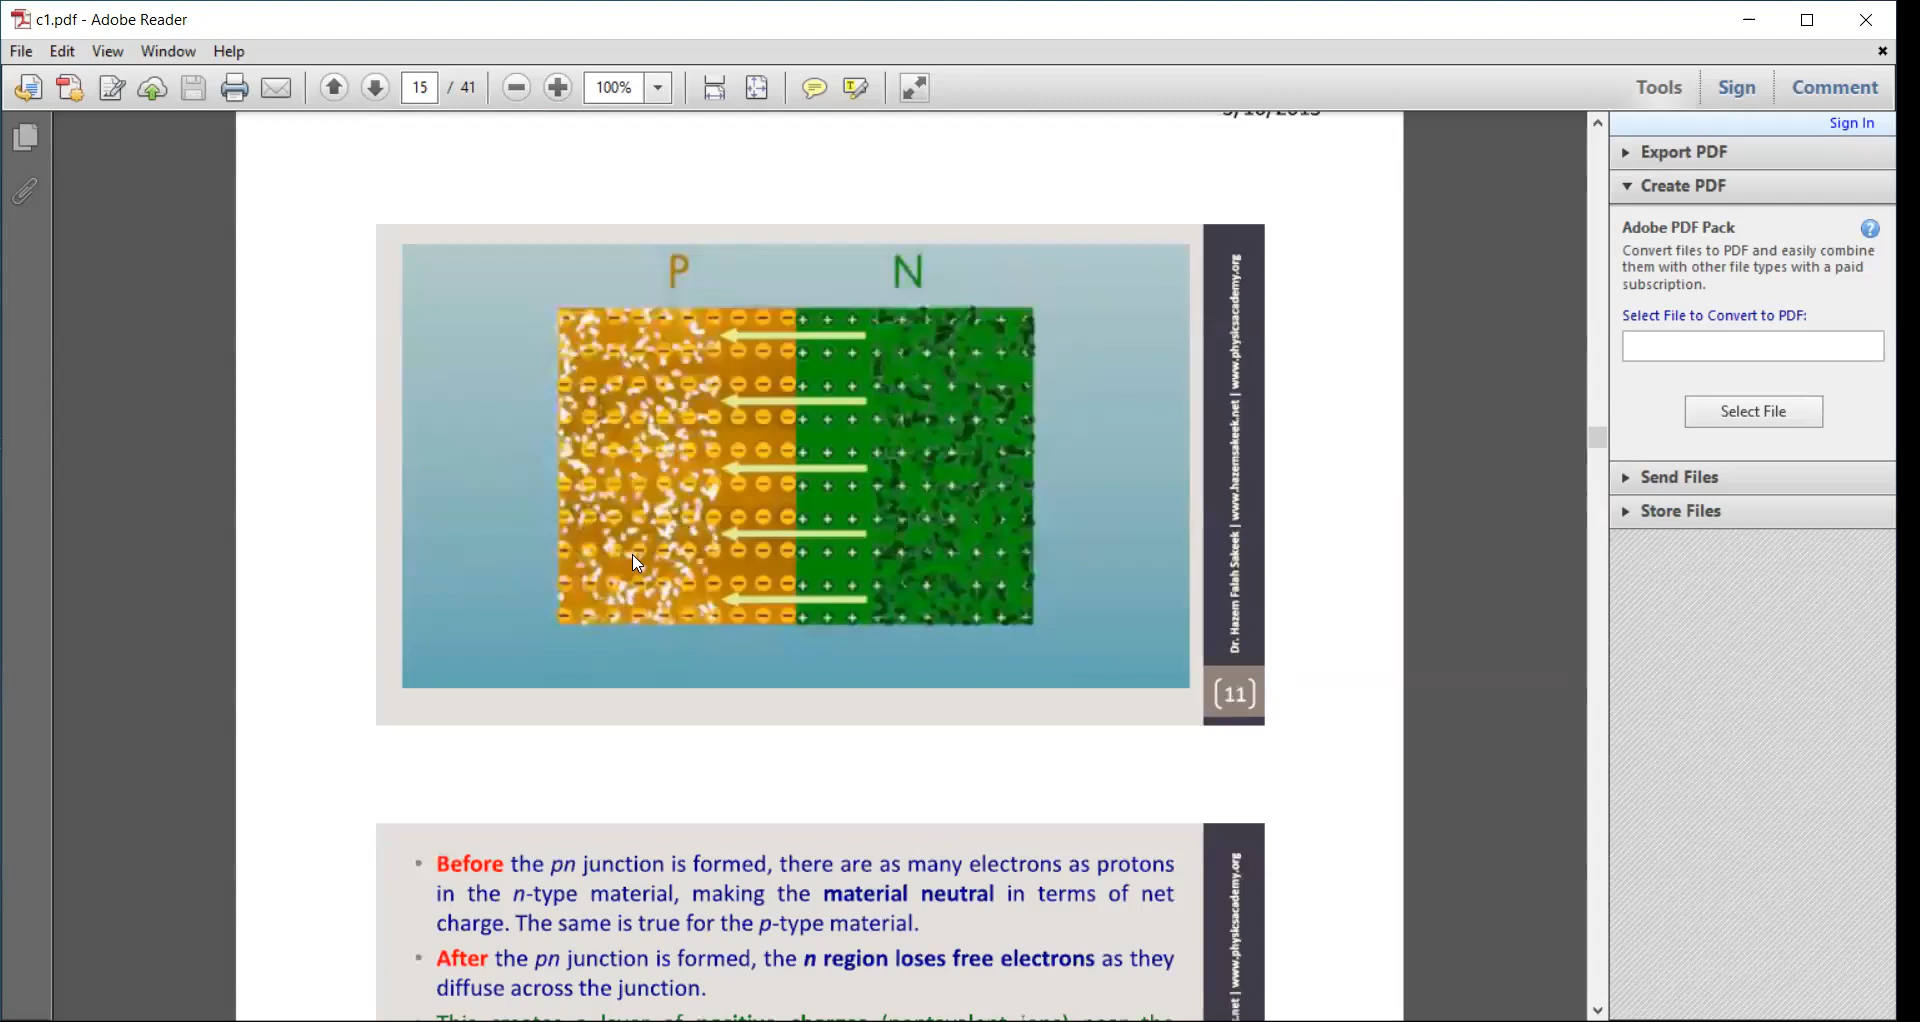 c1.pdf - Adobe Reader
File Edit View Window Help
15 / 41 100% Tools Sign Comment
Sign In
Export PDF
Create PDF
Adobe PDF Pack
Convert files to PDF and easily combine
them with other file types with a paid
subscription.
Select File to Convert to PDF:
Select File
Send Files
Store Files
P N
Dr. Hazem Falah Sakeek | www.hazemsakeek.net | www.physicsacademy.org
(11)
• Before the pn junction is formed, there are as many electrons as protons
in the n-type material, making the material neutral in terms of net
charge. The same is true for the p-type material.
• After the pn junction is formed, the n region loses free electrons as they
diffuse across the junction.
.net | www.physicsacademy.org